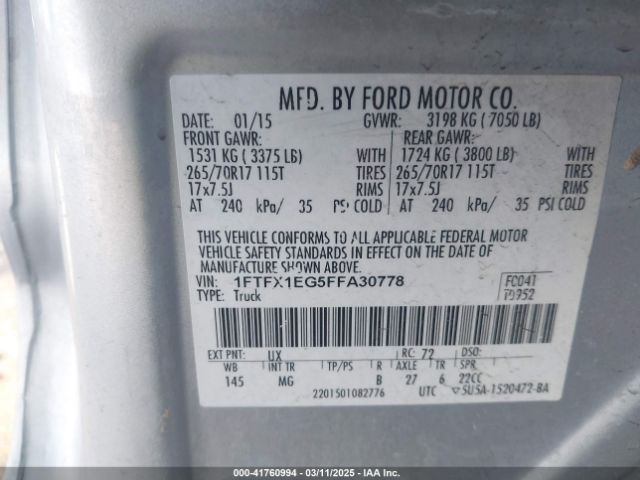 MFD. BY FORD MOTOR CO.
DATE: 01/15 GVWR: 3198 KG ( 7050 LB)
FRONT GAWR: REAR GAWR:
1531 KG ( 3375 LB) WITH 1724 KG ( 3800 LB) WITH
265/70R17 115T TIRES 265/70R17 115T TIRES
17x7.5J RIMS 17x7.5J RIMS
AT 240 kPa/ 35 PSI COLD AT 240 kPa/ 35 PSI COLD
THIS VEHICLE CONFORMS TO ALL APPLICABLE FEDERAL MOTOR
VEHICLE SAFETY STANDARDS IN EFFECT ON THE DATE OF
MANUFACTURE SHOWN ABOVE.
VIN: 1FTFX1EG5FFA30778 FC041
TYPE: Truck T0952
EXT PNT: UX RC: 72 DSO:
WB INT TR TP/PS R AXLE TR SPR
145 MG B 27 6 22CC
2201501082776 UTC ▽5U5A-1520472-BA
000-41760994 | 03/11/2025 | IAA Inc.